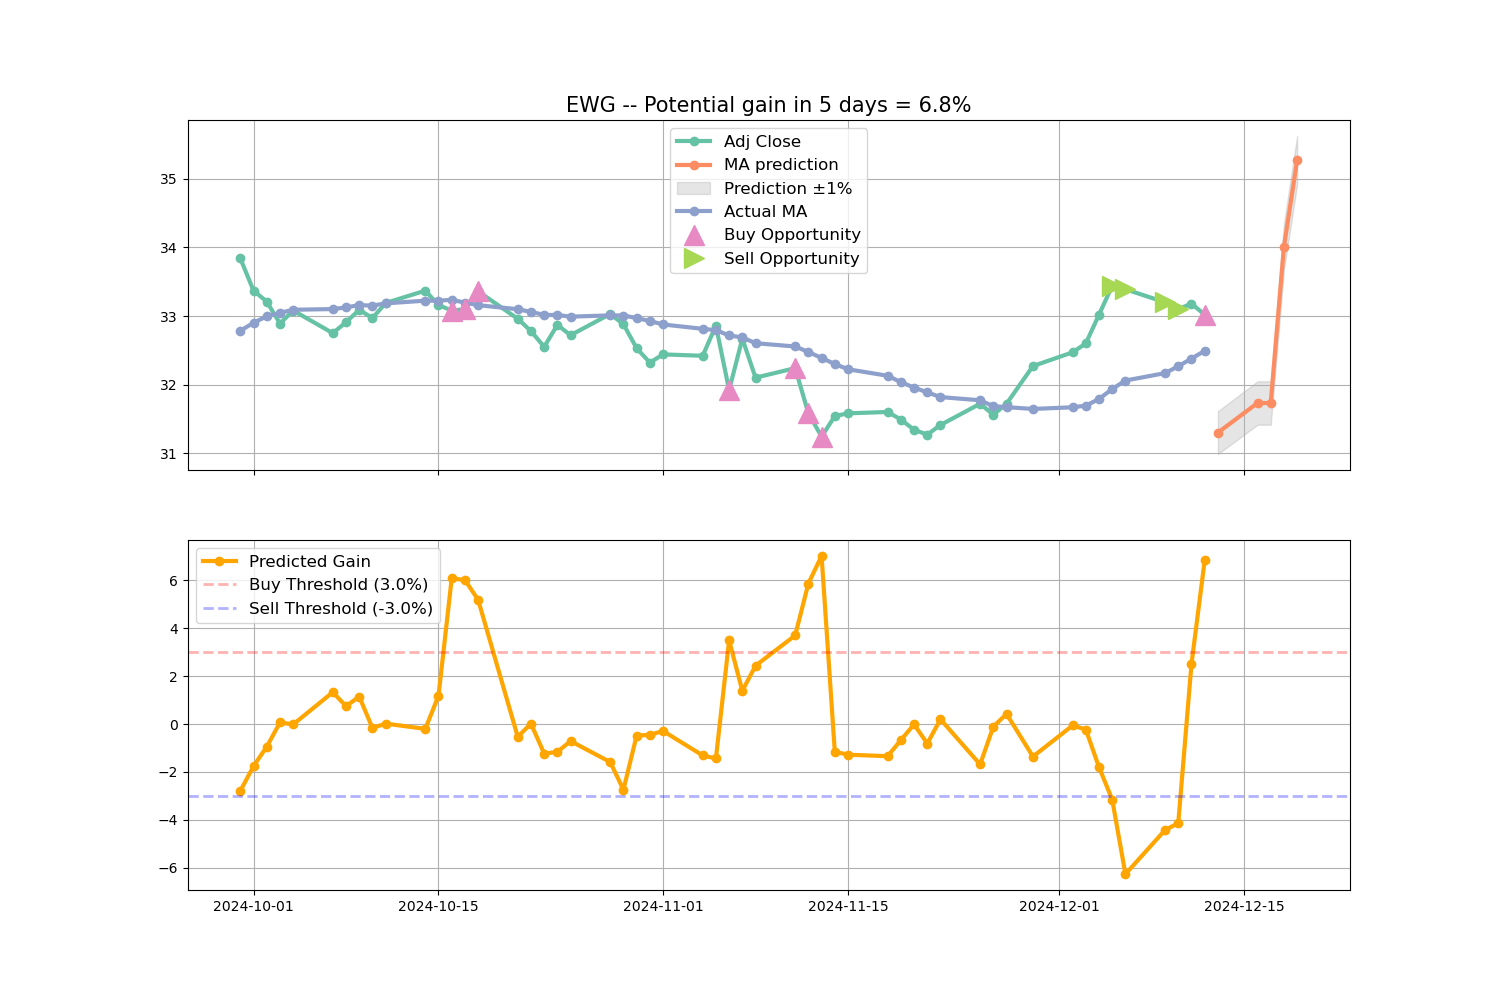 EWG -- Potential gain in 5 days = 6.8%
Adj Close
MA prediction
Prediction ±1%
Actual MA
Buy Opportunity
Sell Opportunity
35
34
33
32
31
Predicted Gain
Buy Threshold (3.0%)
Sell Threshold (-3.0%)
6
4
2
0
−2
−4
−6
2024-10-01 2024-10-15 2024-11-01 2024-11-15 2024-12-01 2024-12-15